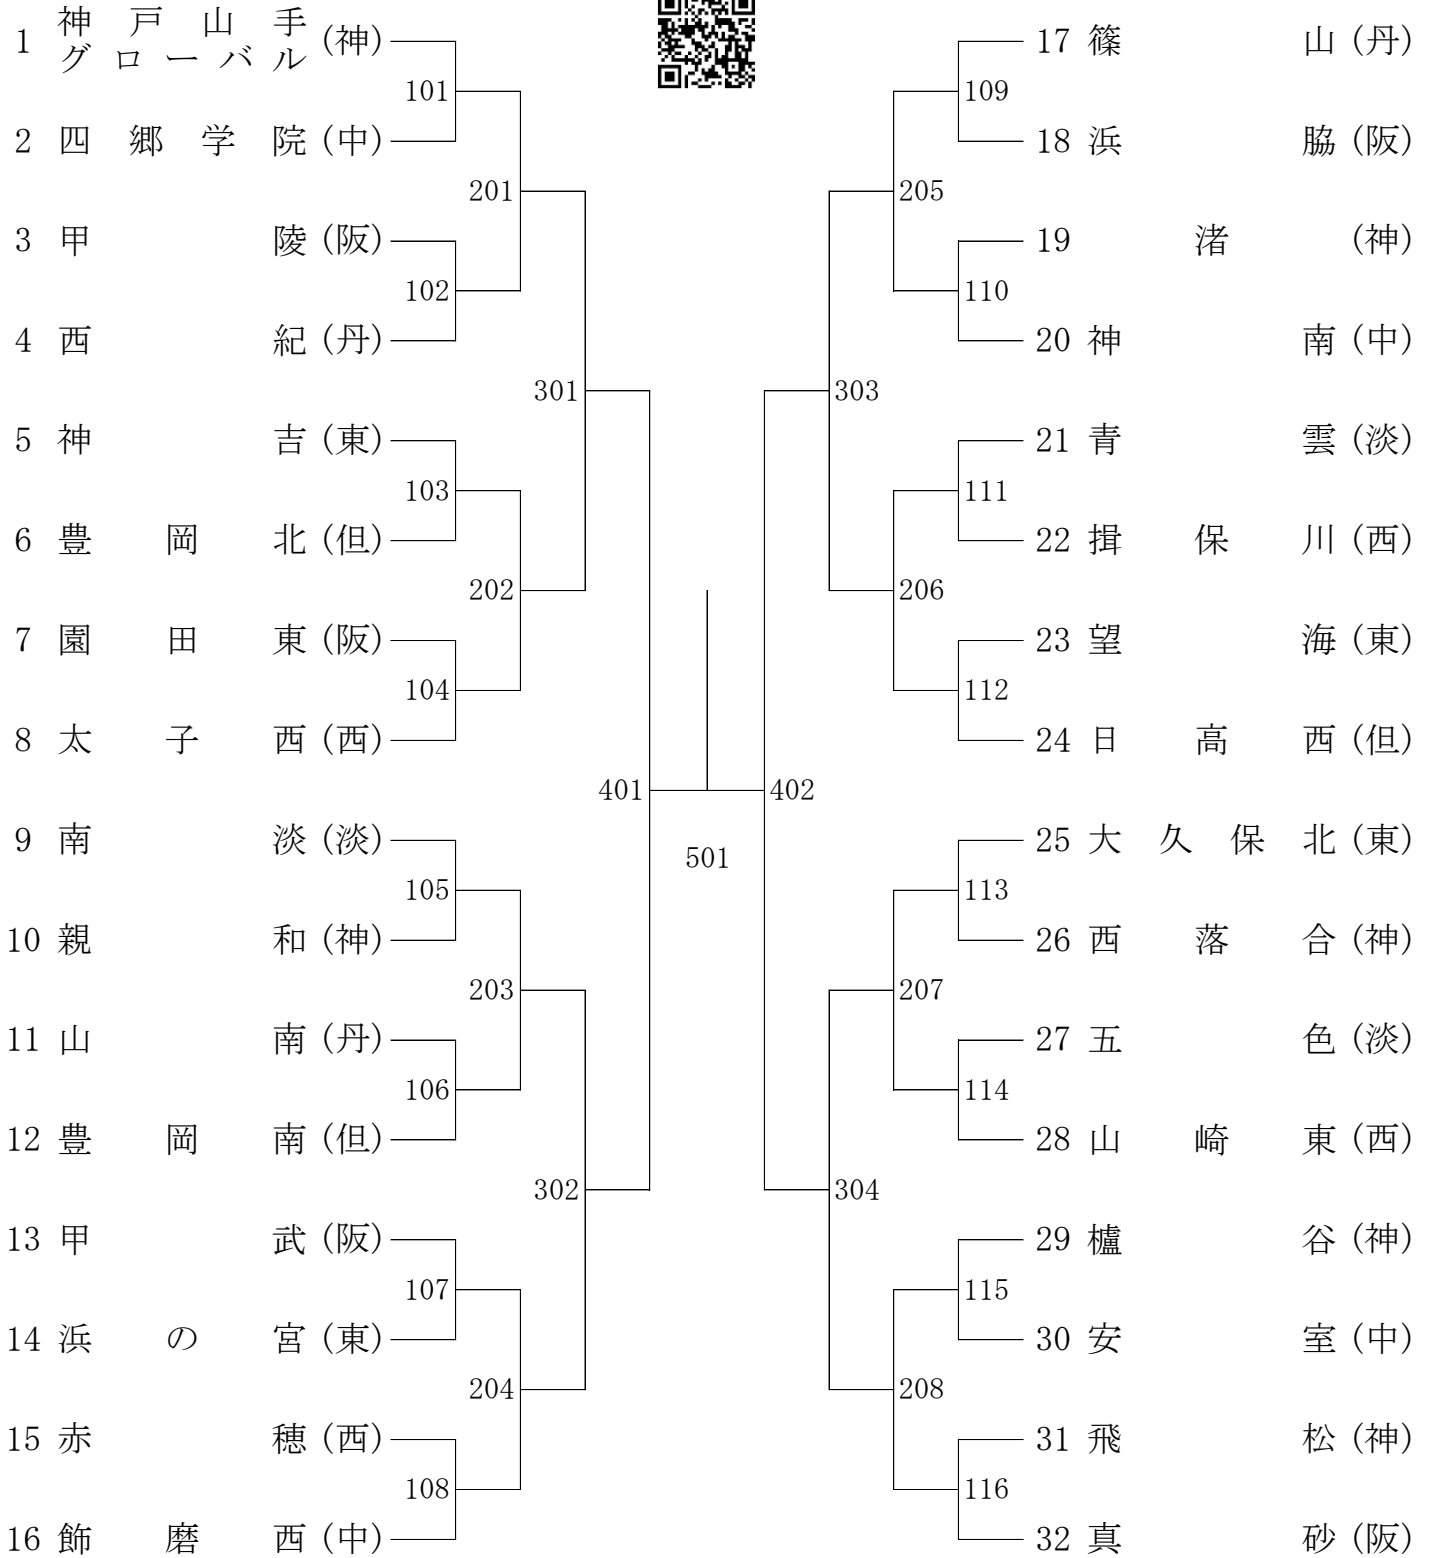 1 神戸山手グローバル (神)
101
2 四郷学院 (中)
201
3 甲陵 (阪)
102
4 西紀 (丹)
301
5 神吉 (東)
103
6 豊岡北 (但)
202
7 園田東 (阪)
104
8 太子西 (西)
401
9 南淡 (淡)
105
10 親和 (神)
203
11 山南 (丹)
106
12 豊岡南 (但)
302
13 甲武 (阪)
107
14 浜の宮 (東)
204
15 赤穂 (西)
108
16 飾磨西 (中)
501
17 篠山 (丹)
109
18 浜脇 (阪)
205
19 渚 (神)
110
20 神南 (中)
303
21 青雲 (淡)
111
22 揖保川 (西)
206
23 望海 (東)
112
24 日高西 (但)
402
25 大久保北 (東)
113
26 西落合 (神)
207
27 五色 (淡)
114
28 山崎東 (西)
304
29 櫨谷 (神)
115
30 安室 (中)
208
31 飛松 (神)
116
32 真砂 (阪)